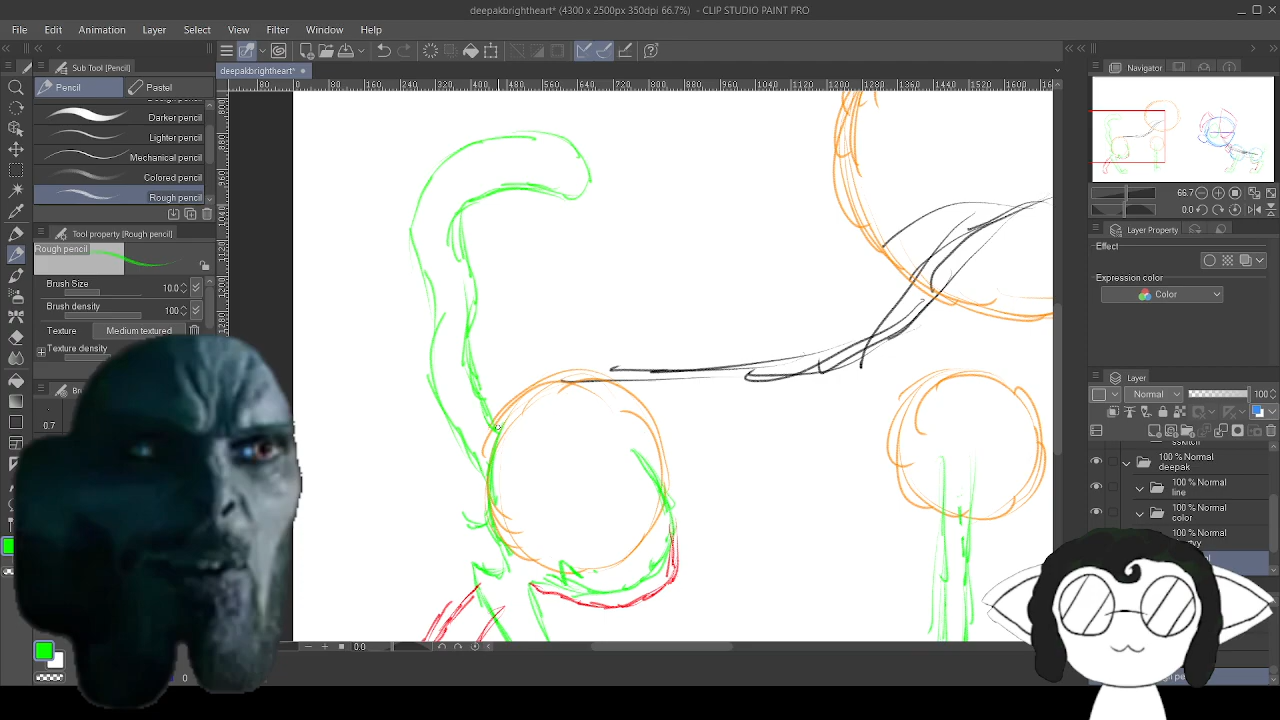 deepakbrightheart* (4300 x 2500px 350dpi 66.7%) - CLIP STUDIO PAINT PRO
File Edit Animation Layer Select View Filter Window Help
Sub Tool [Pencil]
deepakbrightheart*
Navigator
Pencil Pastel
Darker pencil
Lighter pencil
Mechanical pencil
Colored pencil
Rough pencil
Tool property [Rough pencil]
Rough pencil
Brush Size 10.0
Brush density 100
Texture Medium textured
Texture density
0.7
66.7
0.0
Layer Property
Effect
Expression color
Color
Layer
Normal 100
100 % Normal
deepak
100 % Normal
line
100 % Normal
color